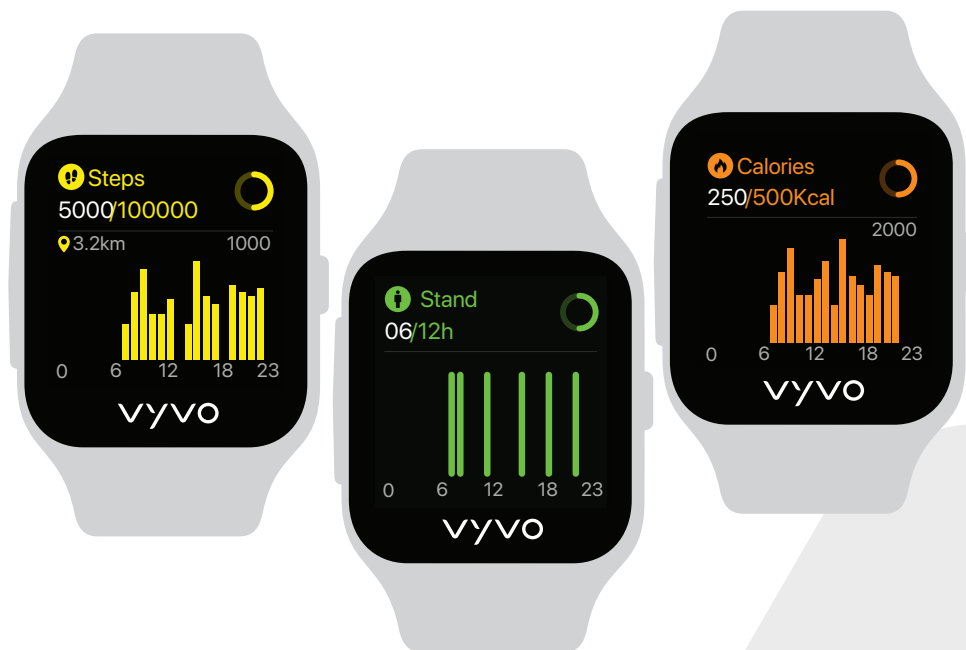 Steps
5000/100000
3.2km 1000
0 6 12 18 23
vyvo
Stand
06/12h
0 6 12 18 23
vyvo
Calories
250/500Kcal
2000
0 6 12 18 23
vyvo